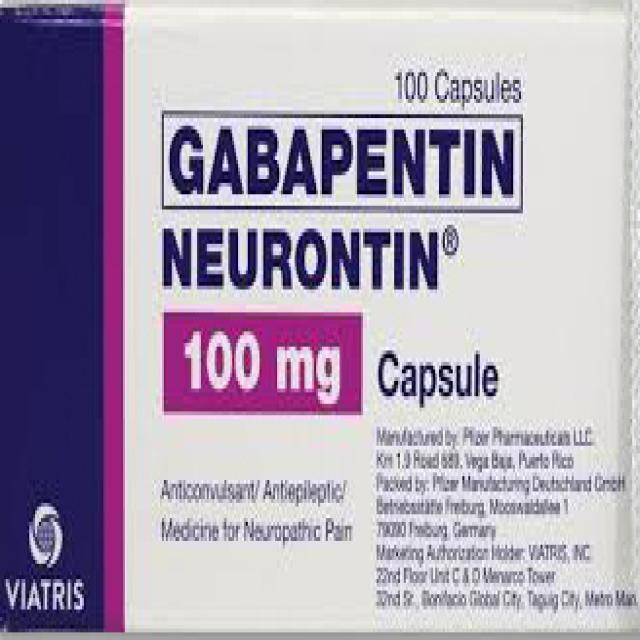 100 Capsules
GABAPENTIN
NEURONTIN®
100 mg
Capsule
Anticonvulsant/ Antiepileptic/
Medicine for Neuropathic Pain
Manufactured by: Pfizer Pharmaceuticals LLC.
Km 1.9 Road 689, Vega Baja, Puerto Rico
Packed by: Pfizer Manufacturing Deutschland GmbH
Betriebsstätte Freiburg, Mooswaldallee 1
79090 Freiburg, Germany
Marketing Authorization Holder: VIATRIS, INC.
22nd Floor Unit C & D Menarco Tower
32nd St., Bonifacio Global City, Taguig City, Metro Man
VIATRIS